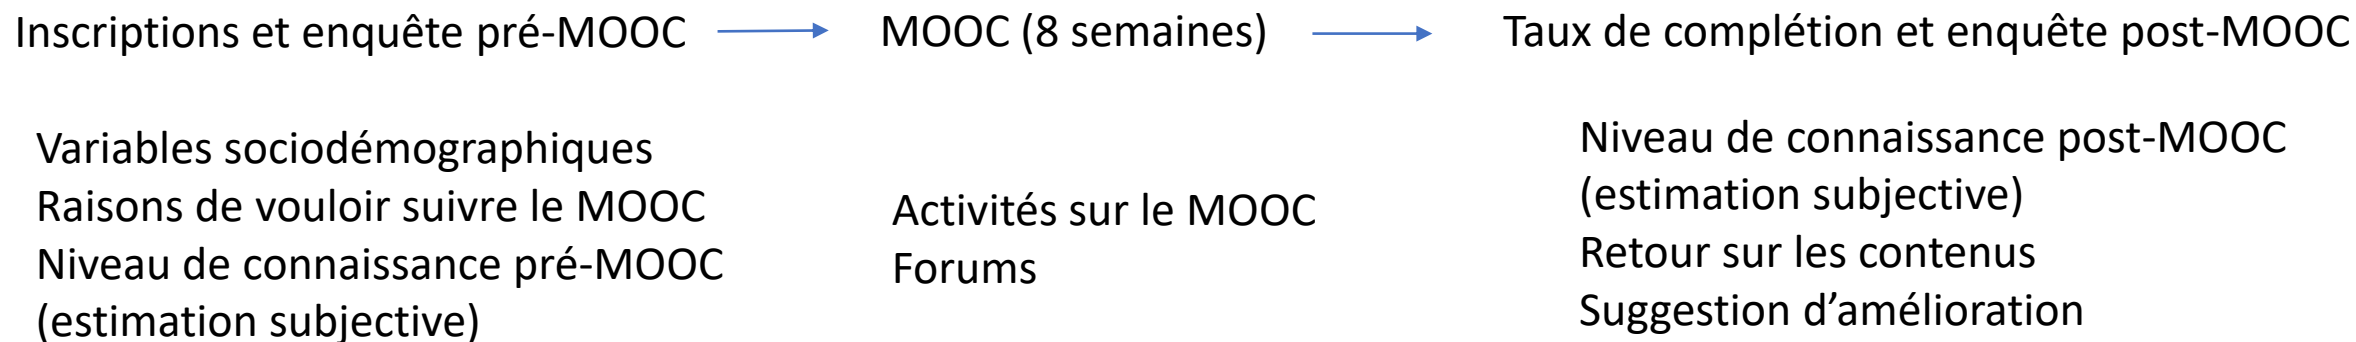 Inscriptions et enquête pré-MOOC
MOOC (8 semaines)
Taux de complétion et enquête post-MOOC
Variables sociodémographiques
Raisons de vouloir suivre le MOOC
Niveau de connaissance pré-MOOC
(estimation subjective)
Activités sur le MOOC
Forums
Niveau de connaissance post-MOOC
(estimation subjective)
Retour sur les contenus
Suggestion d’amélioration